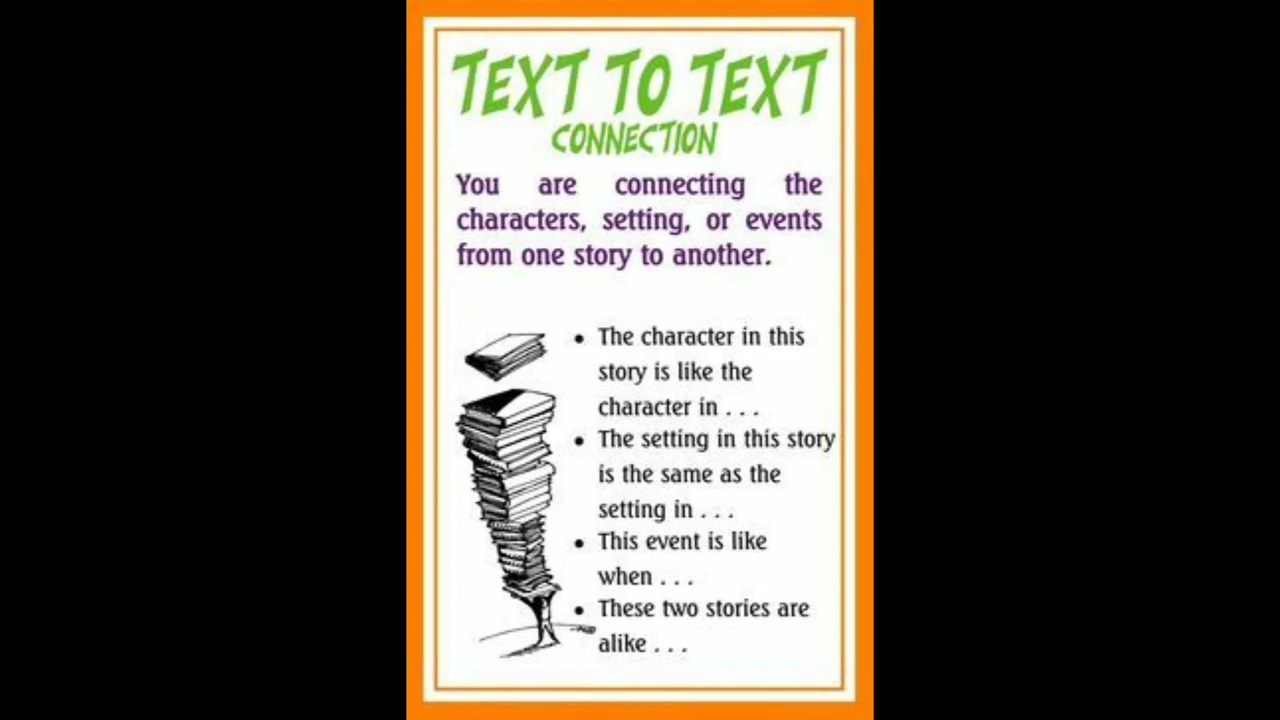 TEXT TO TEXT
CONNECTION
You are connecting the
characters, setting, or events
from one story to another.
• The character in this
story is like the
character in . . .
• The setting in this story
is the same as the
setting in . . .
• This event is like
when . . .
• These two stories are
alike . . .